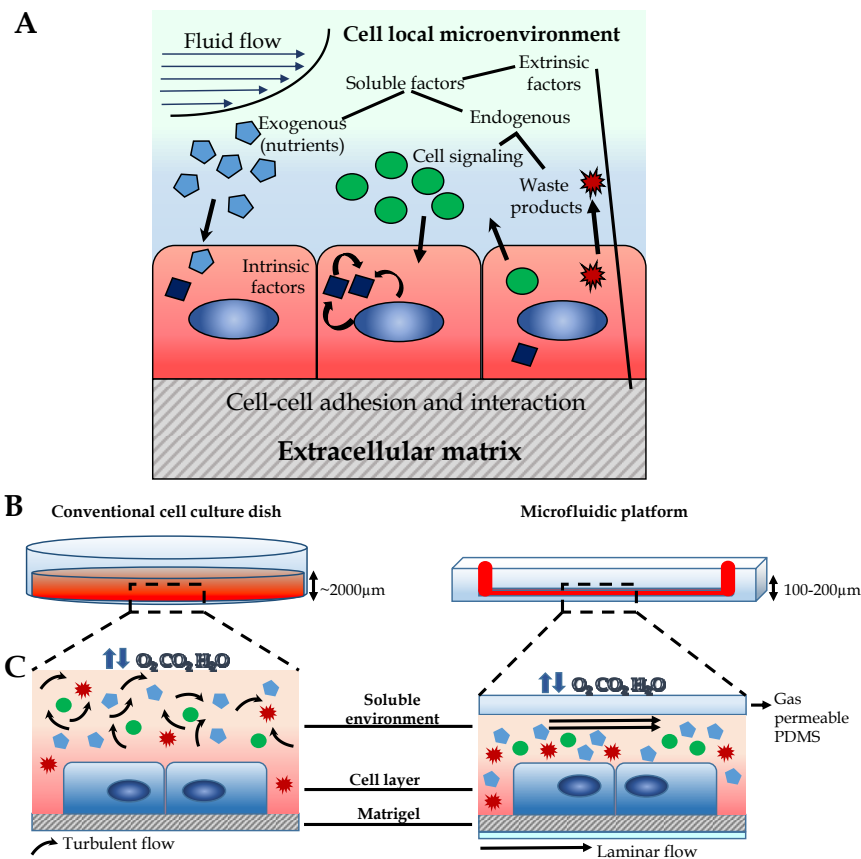 A
Cell local microenvironment
Fluid flow
Extrinsic
factors
Soluble factors
Exogenous
(nutrients)
Endogenous
Cell signaling
Waste
products
Intrinsic
factors
Cell-cell adhesion and interaction
Extracellular matrix
B
Conventional cell culture dish
Microfluidic platform
~2000µm
100-200µm
C
O₂ CO₂ H₂O
O₂ CO₂ H₂O
Soluble
environment
Gas
permeable
PDMS
Cell layer
Matrigel
Turbulent flow
Laminar flow